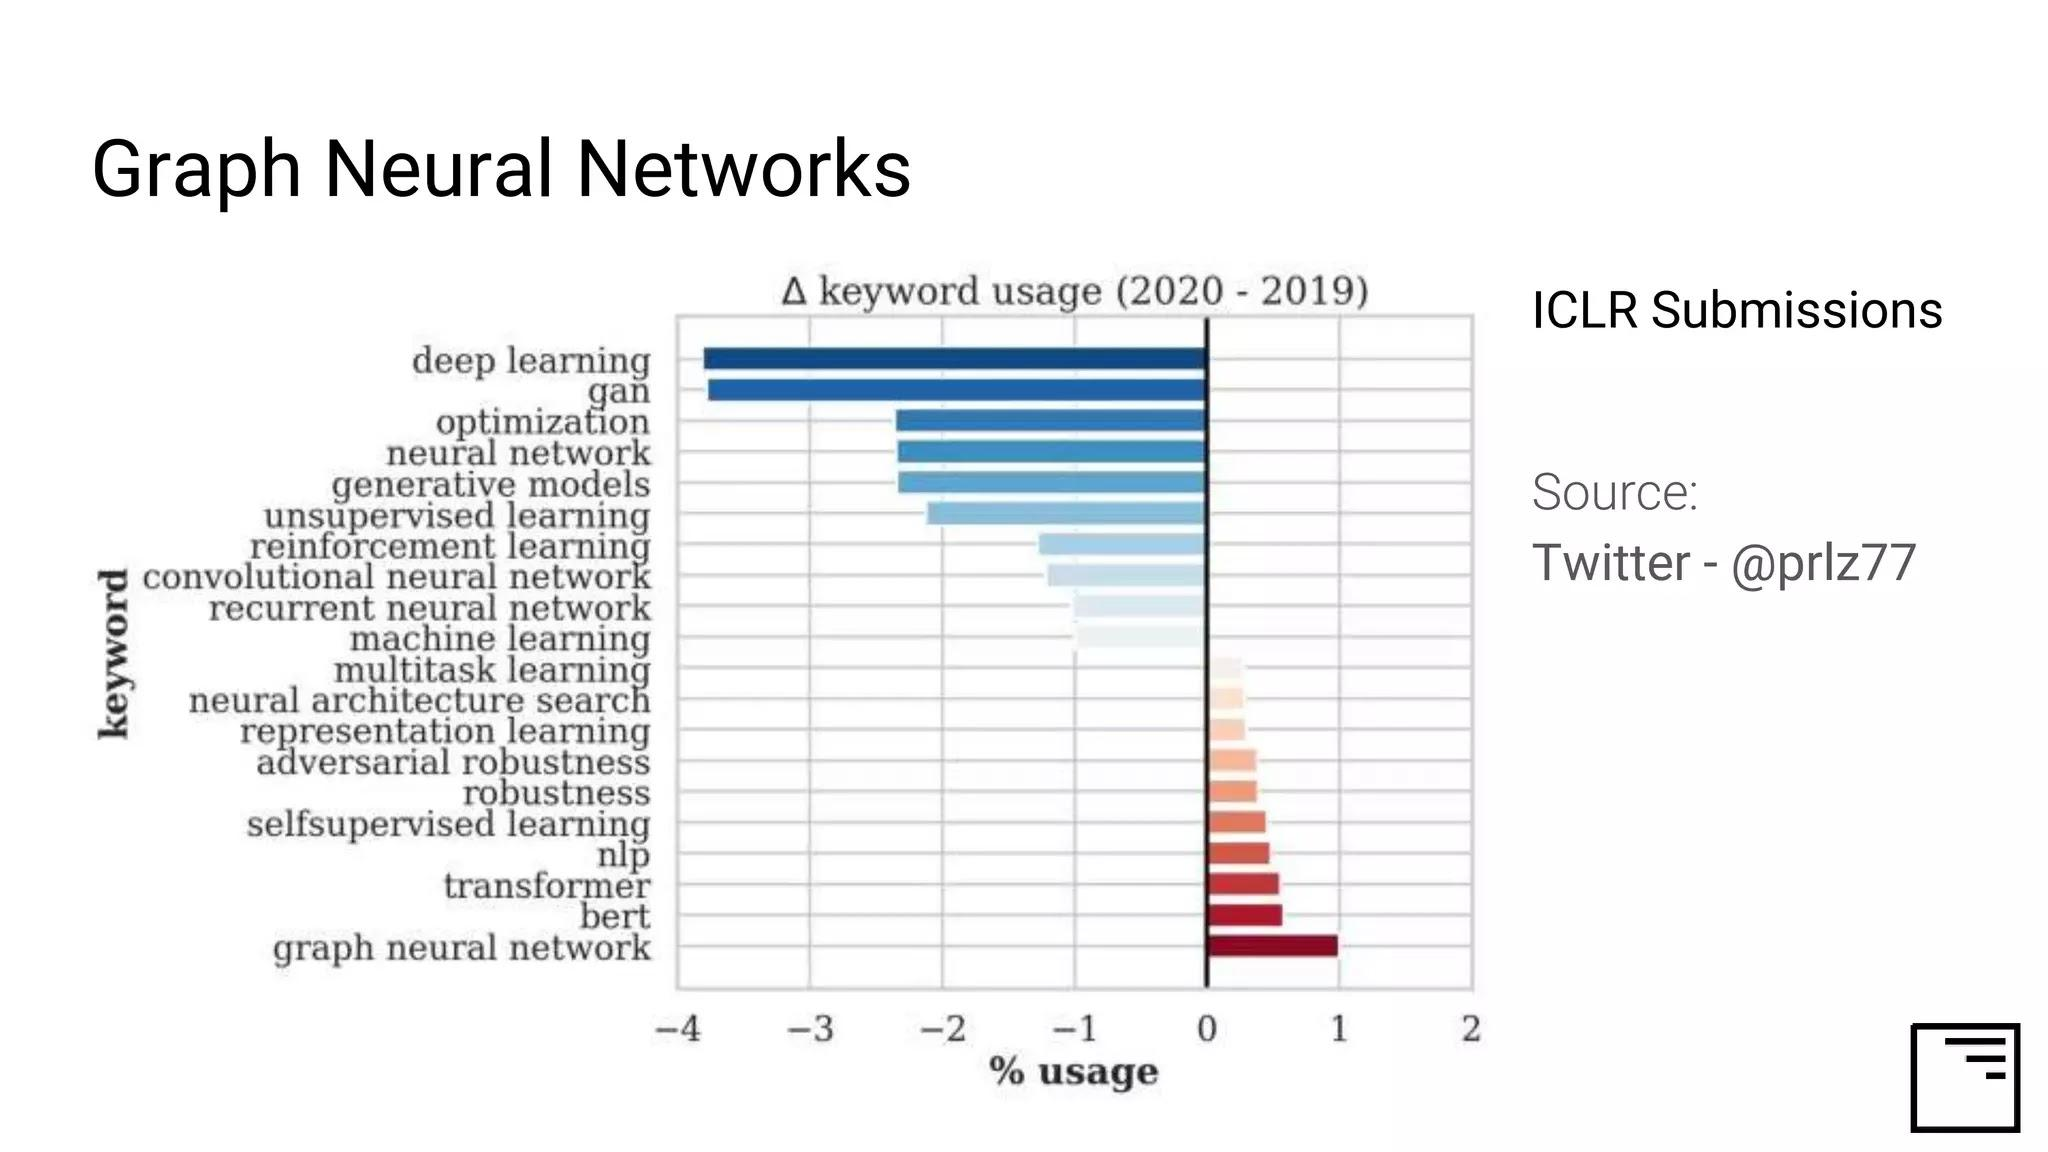 Graph Neural Networks
Δ keyword usage (2020 - 2019)
ICLR Submissions
Source:
Twitter - @prlz77
keyword
deep learning
gan
optimization
neural network
generative models
unsupervised learning
reinforcement learning
convolutional neural network
recurrent neural network
machine learning
multitask learning
neural architecture search
representation learning
adversarial robustness
robustness
selfsupervised learning
nlp
transformer
bert
graph neural network
−4 −3 −2 −1 0 1 2
% usage